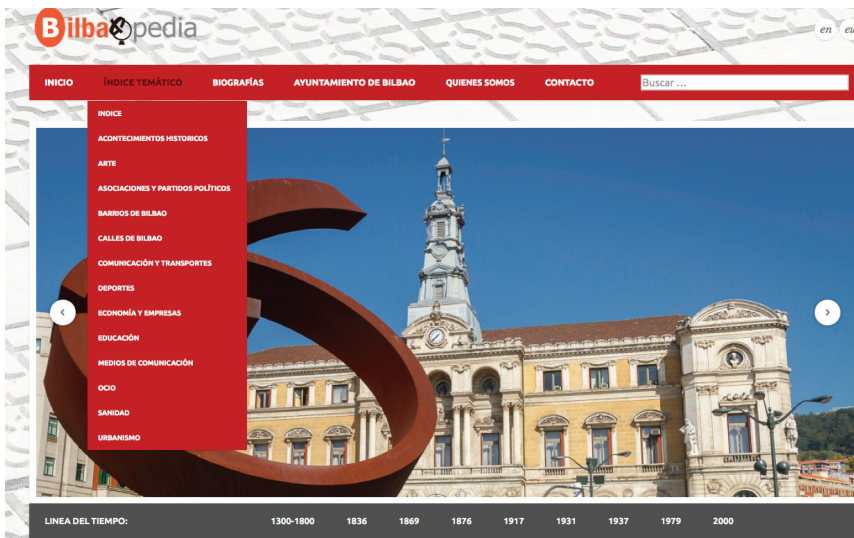 Bilbaopedia
en eu
INICIO ÍNDICE TEMÁTICO BIOGRAFÍAS AYUNTAMIENTO DE BILBAO QUIENES SOMOS CONTACTO Buscar ...
INDICE
ACONTECIMIENTOS HISTORICOS
ARTE
ASOCIACIONES Y PARTIDOS POLÍTICOS
BARRIOS DE BILBAO
CALLES DE BILBAO
COMUNICACIÓN Y TRANSPORTES
DEPORTES
ECONOMÍA Y EMPRESAS
EDUCACIÓN
MEDIOS DE COMUNICACIÓN
OCIO
SANIDAD
URBANISMO
LINEA DEL TIEMPO: 1300-1800 1836 1869 1876 1917 1931 1937 1979 2000